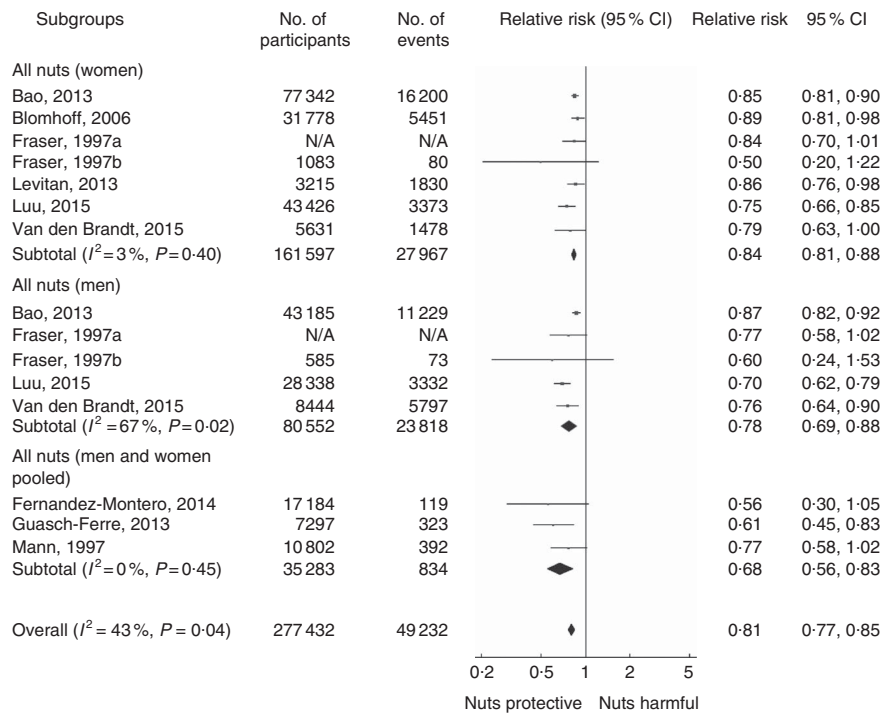 Subgroups No. of participants No. of events Relative risk (95 % CI) Relative risk 95 % CI
All nuts (women)
Bao, 2013 77 342 16 200 0·85 0·81, 0·90
Blomhoff, 2006 31 778 5451 0·89 0·81, 0·98
Fraser, 1997a N/A N/A 0·84 0·70, 1·01
Fraser, 1997b 1083 80 0·50 0·20, 1·22
Levitan, 2013 3215 1830 0·86 0·76, 0·98
Luu, 2015 43 426 3373 0·75 0·66, 0·85
Van den Brandt, 2015 5631 1478 0·79 0·63, 1·00
Subtotal (I² = 3 %, P = 0·40) 161 597 27 967 0·84 0·81, 0·88
All nuts (men)
Bao, 2013 43 185 11 229 0·87 0·82, 0·92
Fraser, 1997a N/A N/A 0·77 0·58, 1·02
Fraser, 1997b 585 73 0·60 0·24, 1·53
Luu, 2015 28 338 3332 0·70 0·62, 0·79
Van den Brandt, 2015 8444 5797 0·76 0·64, 0·90
Subtotal (I² = 67 %, P = 0·02) 80 552 23 818 0·78 0·69, 0·88
All nuts (men and women
pooled)
Fernandez-Montero, 2014 17 184 119 0·56 0·30, 1·05
Guasch-Ferre, 2013 7297 323 0·61 0·45, 0·83
Mann, 1997 10 802 392 0·77 0·58, 1·02
Subtotal (I² = 0 %, P = 0·45) 35 283 834 0·68 0·56, 0·83
Overall (I² = 43 %, P = 0·04) 277 432 49 232 0·81 0·77, 0·85
0·2 0·5 1 2 5
Nuts protective Nuts harmful